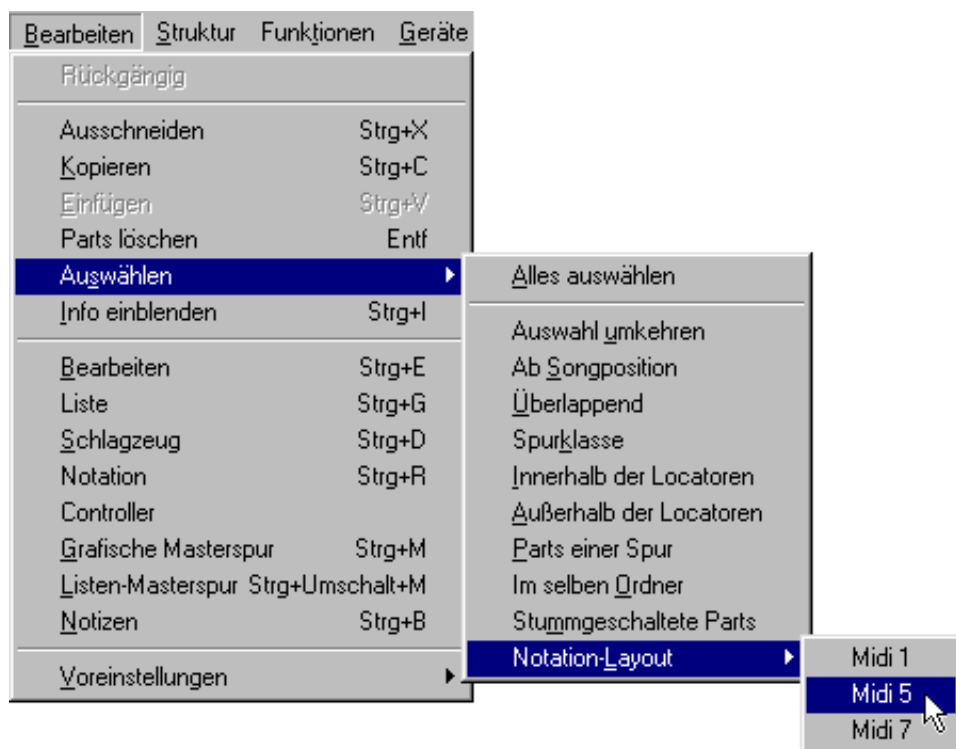 Bearbeiten Struktur Funktionen Geräte
Rückgängig
Ausschneiden Strg+X
Kopieren Strg+C
Einfügen Strg+V
Parts löschen Entf
Auswählen
Info einblenden Strg+I
Bearbeiten Strg+E
Liste Strg+G
Schlagzeug Strg+D
Notation Strg+R
Controller
Grafische Masterspur Strg+M
Listen-Masterspur Strg+Umschalt+M
Notizen Strg+B
Voreinstellungen
Alles auswählen
Auswahl umkehren
Ab Songposition
Überlappend
Spurklasse
Innerhalb der Locatoren
Außerhalb der Locatoren
Parts einer Spur
Im selben Ordner
Stummgeschaltete Parts
Notation-Layout
Midi 1
Midi 5
Midi 7